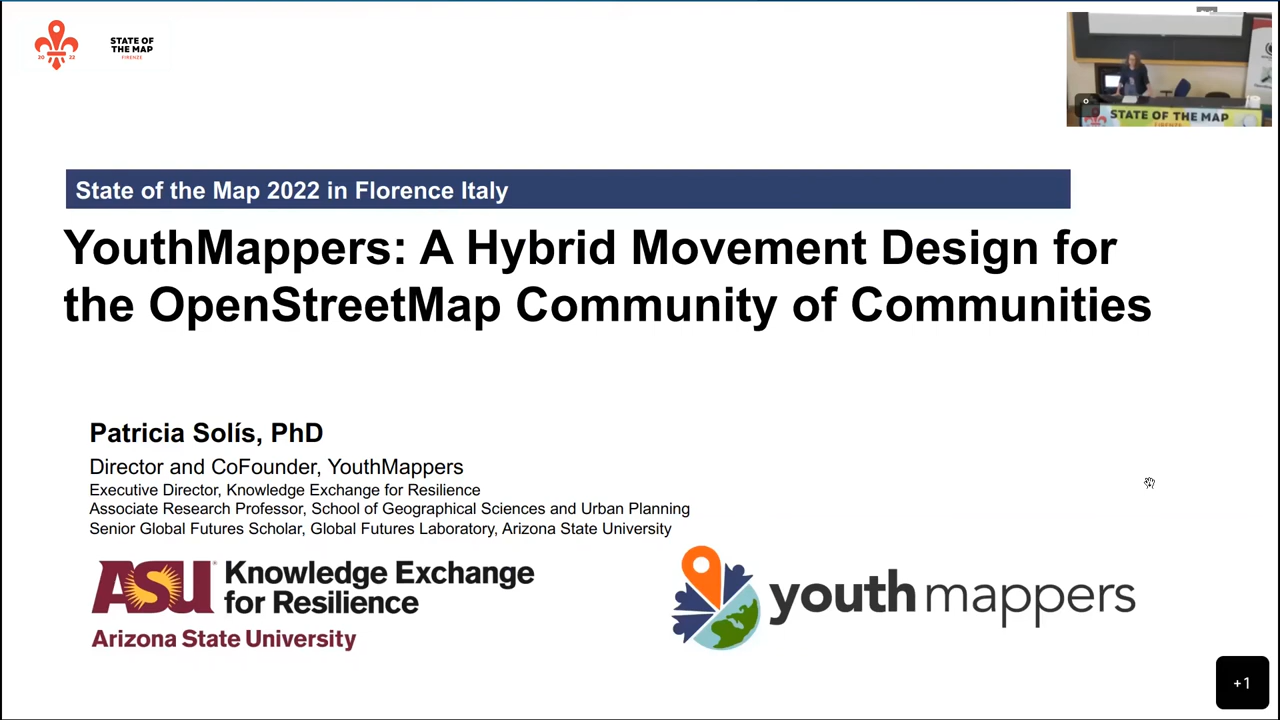 20 22
STATE OF
THE MAP
FIRENZE
STATE OF THE MAP
FIRENZE
State of the Map 2022 in Florence Italy
YouthMappers: A Hybrid Movement Design for
the OpenStreetMap Community of Communities
Patricia Solís, PhD
Director and CoFounder, YouthMappers
Executive Director, Knowledge Exchange for Resilience
Associate Research Professor, School of Geographical Sciences and Urban Planning
Senior Global Futures Scholar, Global Futures Laboratory, Arizona State University
ASU Knowledge Exchange
for Resilience
Arizona State University
youthmappers
+1